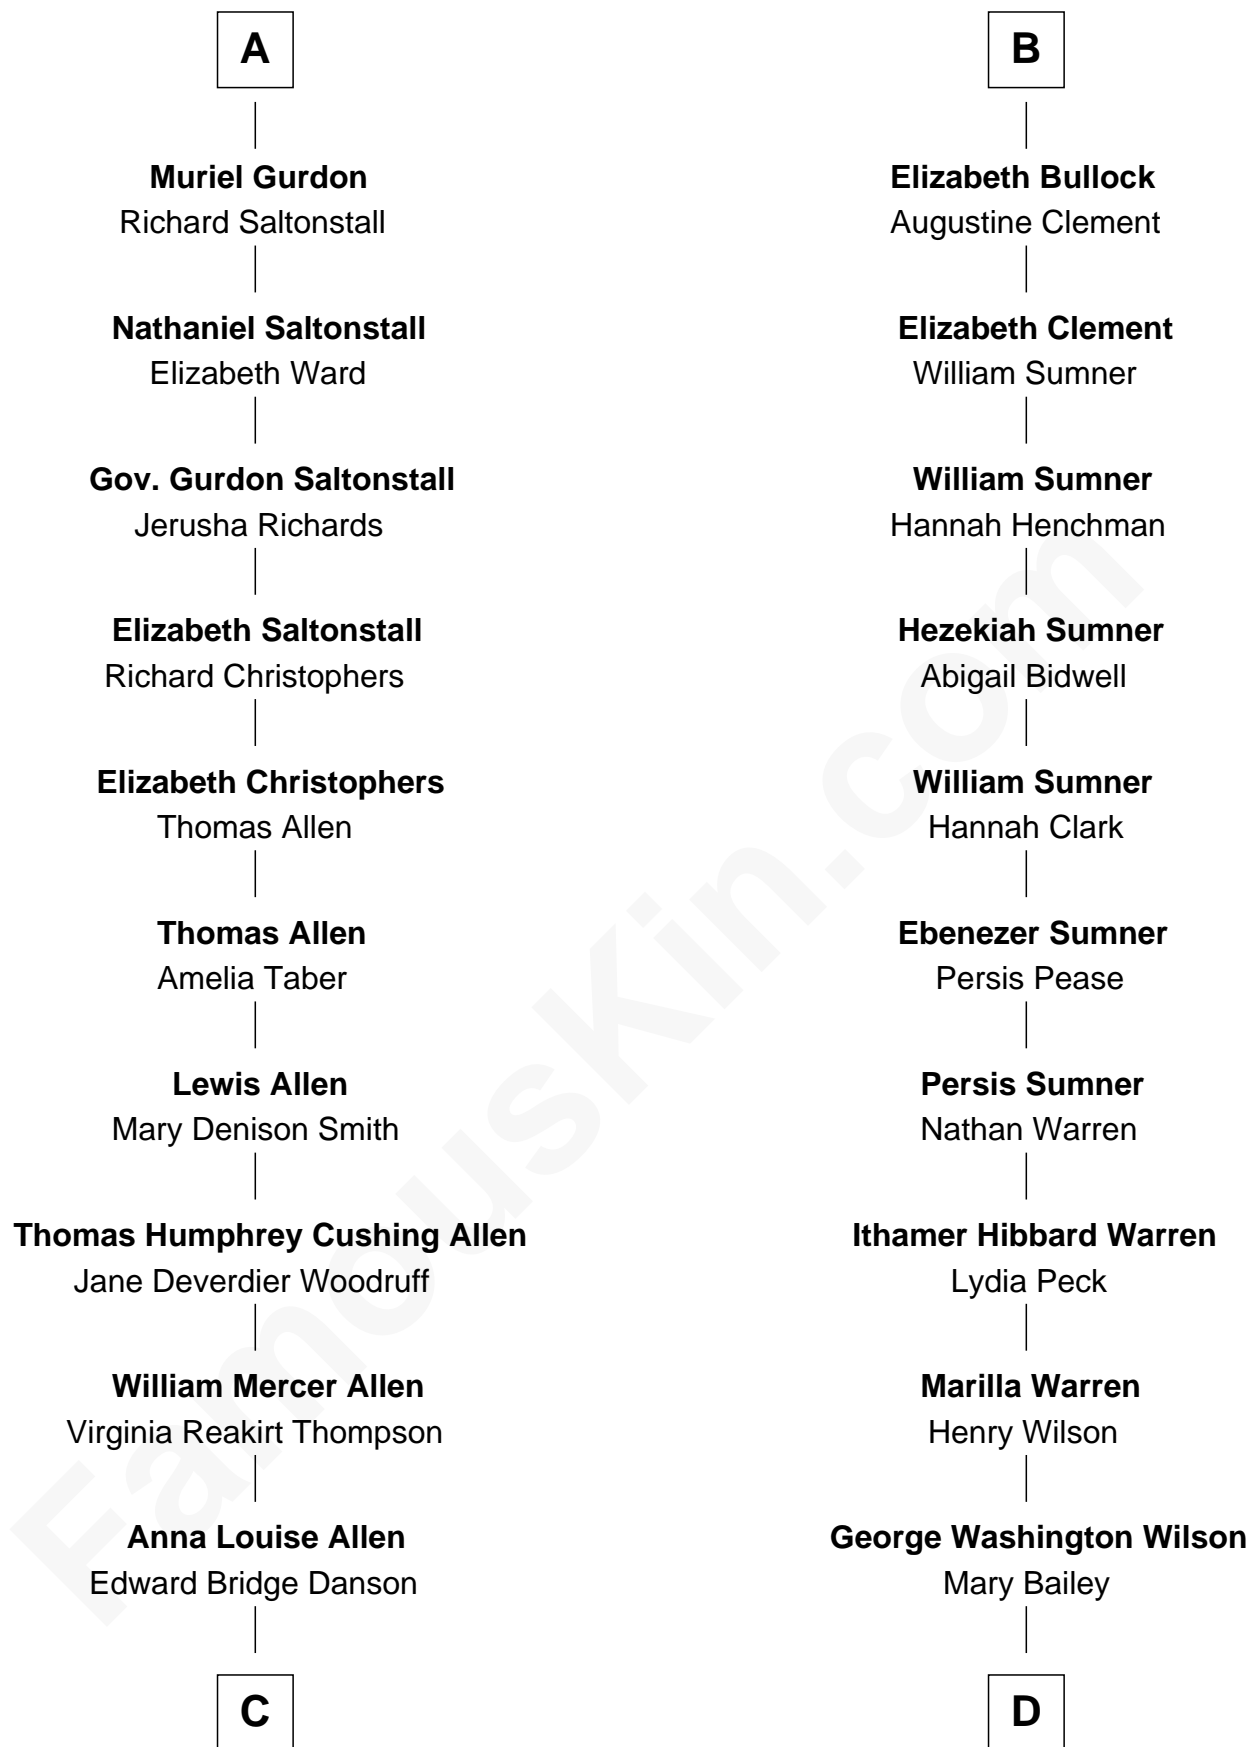 A
Muriel Gurdon
Richard Saltonstall
Nathaniel Saltonstall
Elizabeth Ward
Gov. Gurdon Saltonstall
Jerusha Richards
Elizabeth Saltonstall
Richard Christophers
Elizabeth Christophers
Thomas Allen
Thomas Allen
Amelia Taber
Lewis Allen
Mary Denison Smith
Thomas Humphrey Cushing Allen
Jane Deverdier Woodruff
William Mercer Allen
Virginia Reakirt Thompson
Anna Louise Allen
Edward Bridge Danson
C
B
Elizabeth Bullock
Augustine Clement
Elizabeth Clement
William Sumner
William Sumner
Hannah Henchman
Hezekiah Sumner
Abigail Bidwell
William Sumner
Hannah Clark
Ebenezer Sumner
Persis Pease
Persis Sumner
Nathan Warren
Ithamer Hibbard Warren
Lydia Peck
Marilla Warren
Henry Wilson
George Washington Wilson
Mary Bailey
D
FamousKin.com